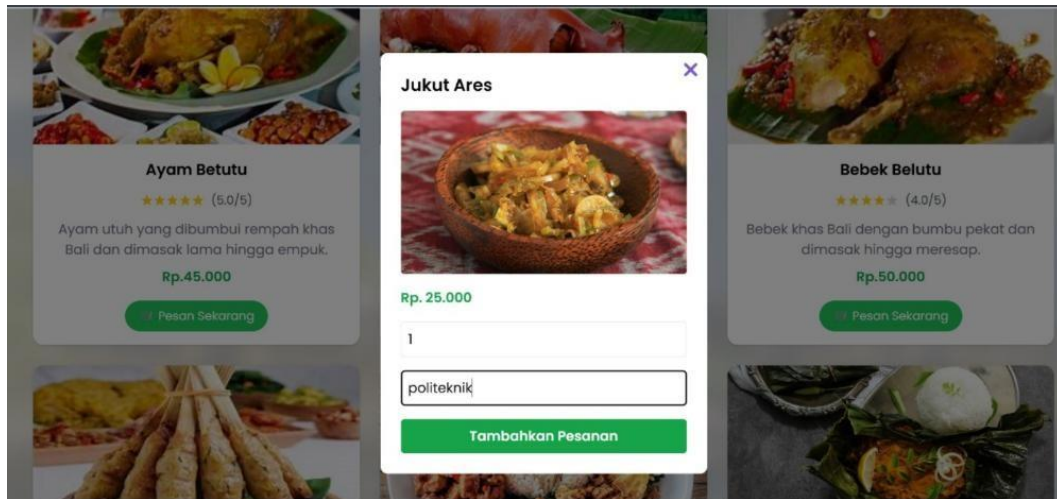 Ayam Betutu
(5.0/5)
Ayam utuh yang dibumbui rempah khas
Bali dan dimasak lama hingga empuk.
Rp.45.000
Pesan Sekarang
Jukut Ares
Rp. 25.000
1
politeknik
Tambahkan Pesanan
Bebek Belutu
(4.0/5)
Bebek khas Bali dengan bumbu pekat dan
dimasak hingga meresap.
Rp.50.000
Pesan Sekarang